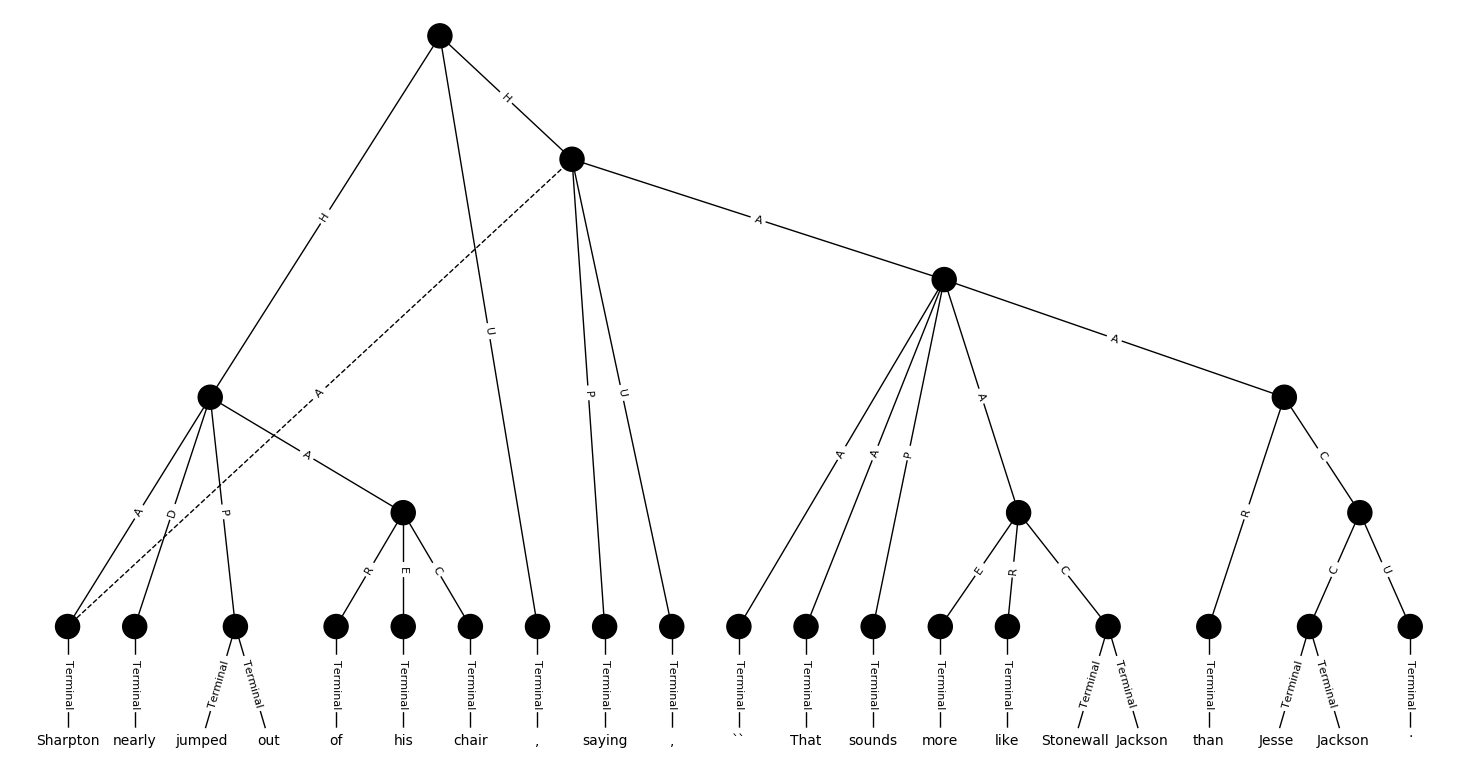 H
H
A
A
H
U
A
A
P
U
A
A
A
A
P
A
C
A
D
P
R
R
E
C
E
R
C
C
U
Terminal Terminal Terminal Terminal Terminal Terminal Terminal Terminal Terminal Terminal Terminal Terminal Terminal Terminal Terminal Terminal Terminal Terminal Terminal Terminal Terminal
Sharpton nearly jumped out of his chair , saying , `` That sounds more like Stonewall Jackson than Jesse Jackson .